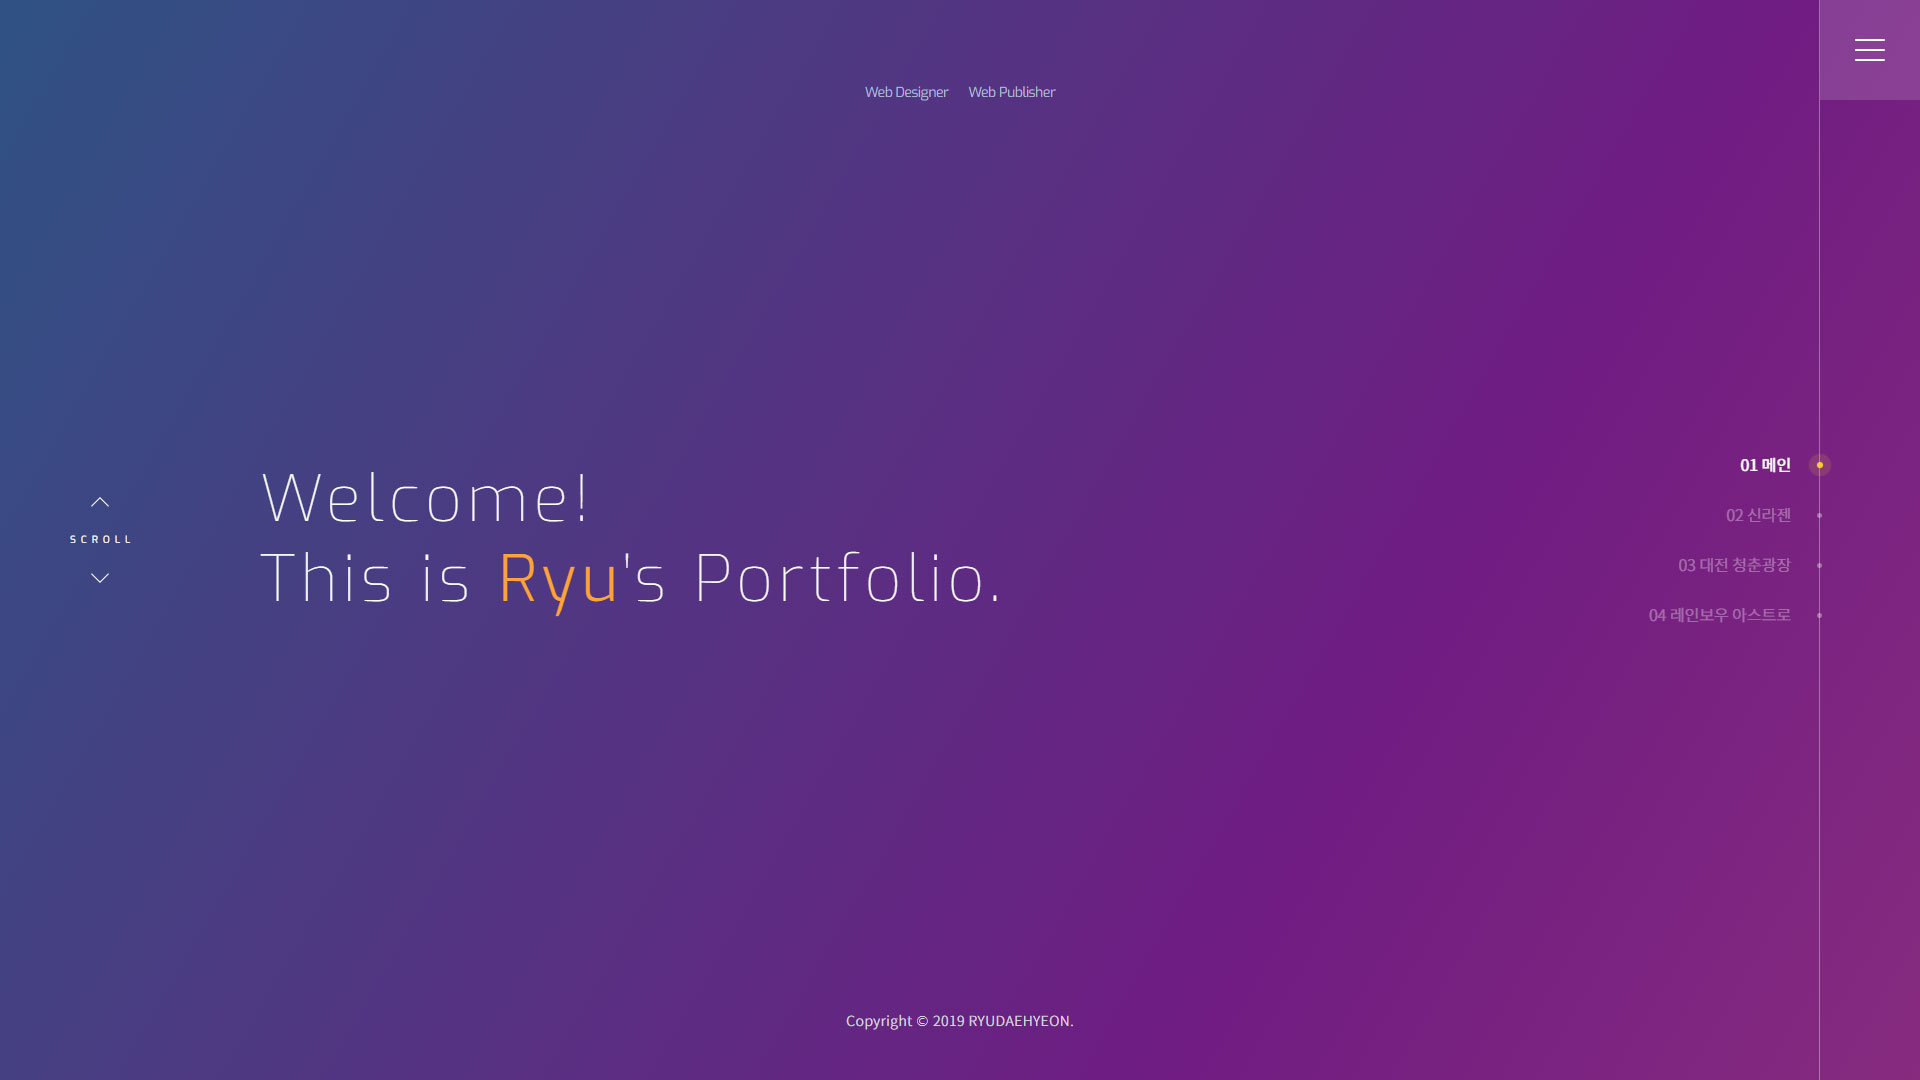 Web Designer Web Publisher
Welcome!
This is Ryu's Portfolio.
SCROLL
01 메인
02 신라젠
03 대전 청춘광장
04 레인보우 아스트로
Copyright © 2019 RYUDAEHYEON.